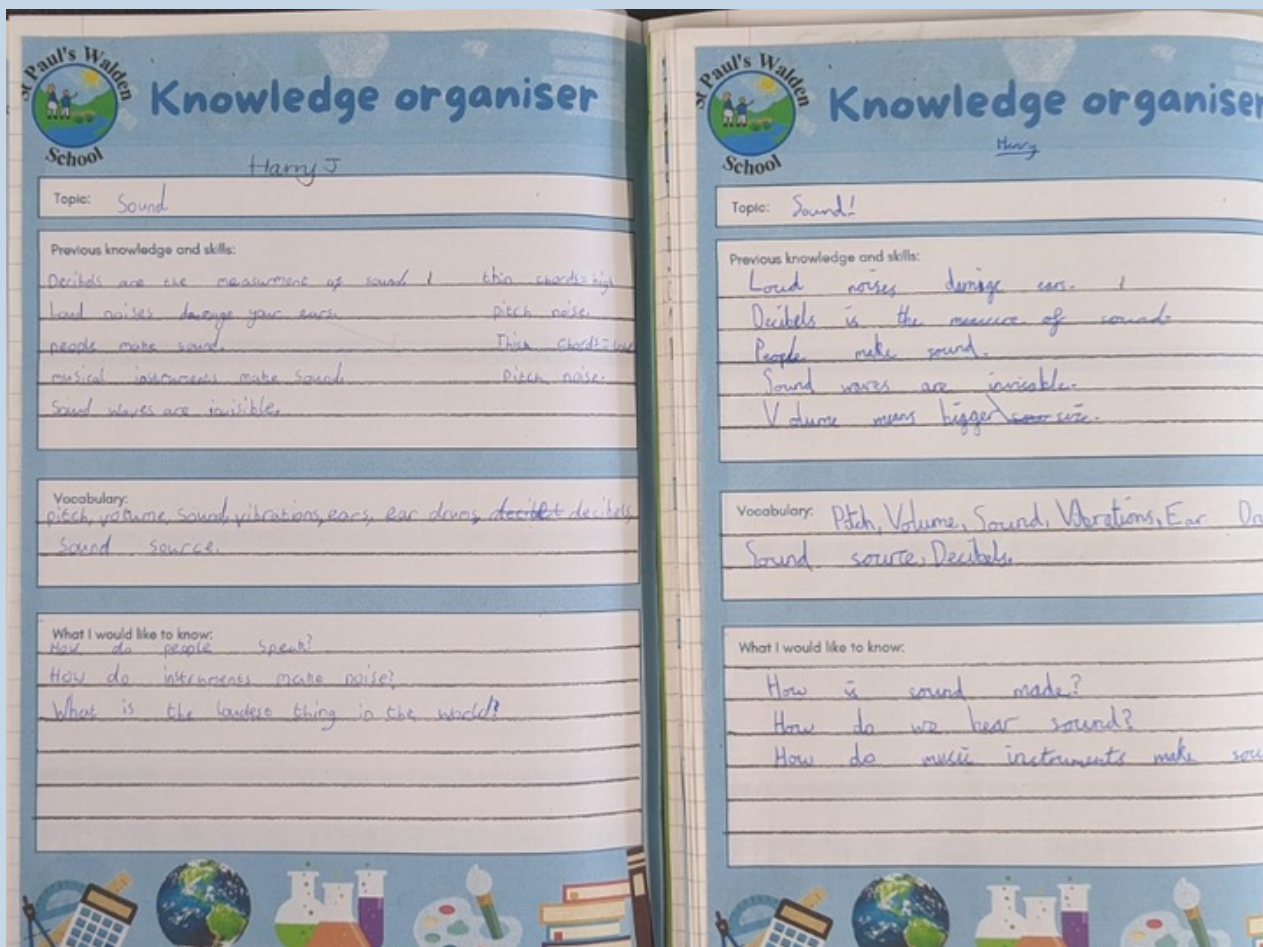 St Paul's Walden
School
Knowledge organiser
Harry J
Topic: Sound
Previous knowledge and skills:
Decibels are the measurment of sound. thin chords=high
Loud noises damage your ears. pitch noise.
people make sound. Thick chords=low
musical instruments make sound. pitch noise.
Sound waves are invisible.
Vocabulary:
pitch, volume, sound, vibrations, ears, ear drum, decibels,
sound source.
What I would like to know:
How do people speak?
How do instruments make noise?
What is the loudest thing in the world?
St Paul's Walden
School
Knowledge organiser
Henry
Topic: Sound!
Previous knowledge and skills:
Loud noises damage ears.
Decibels is the measure of sound.
People make sound.
Sound waves are invisable.
Volume means bigger size.
Vocabulary: Pitch, Volume, Sound, Viberations, Ear Dr
Sound source, Decibels.
What I would like to know:
How is sound made?
How do we hear sound?
How do music instruments make sou